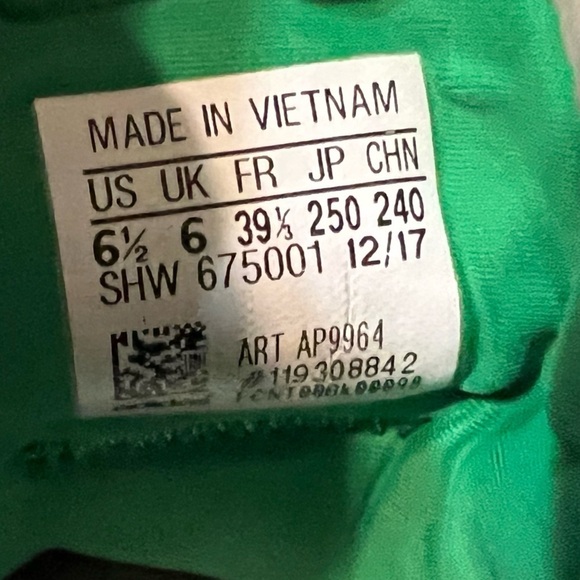 MADE IN VIETNAM
US UK FR JP CHN
6½ 6 39⅓ 250 240
SHW 675001 12/17
ART AP9964
#119308842